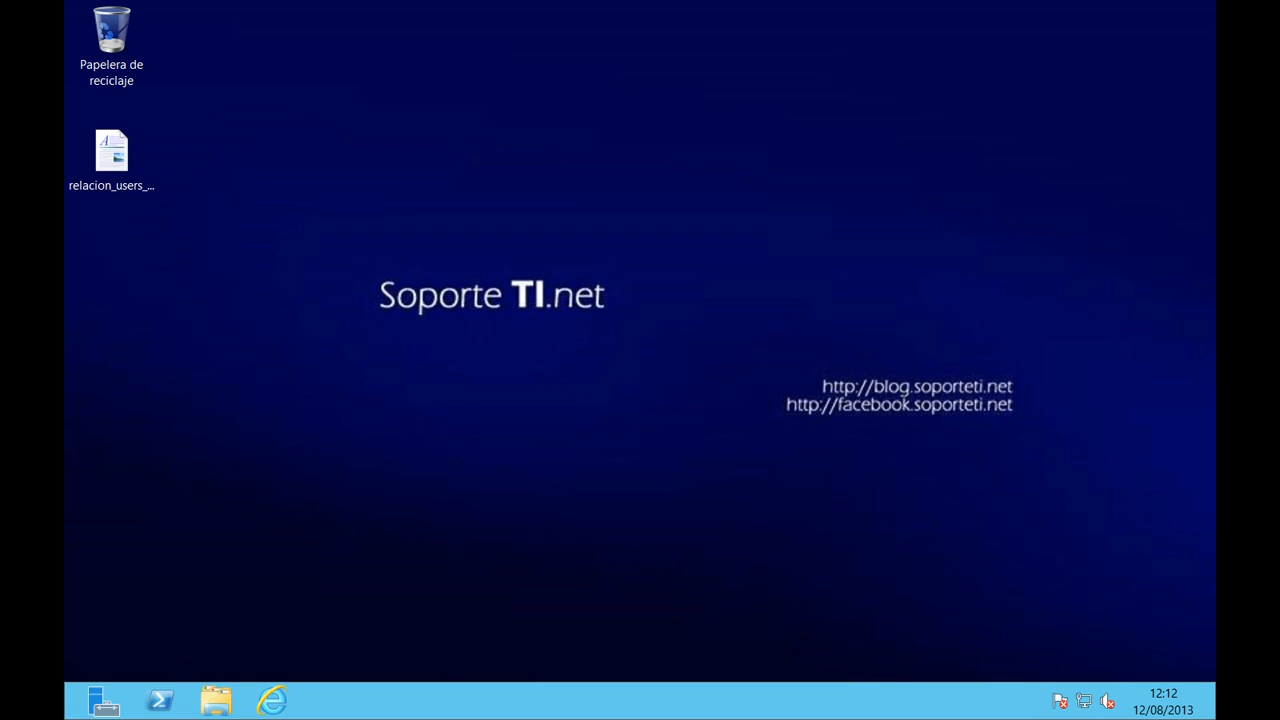 Papelera de
reciclaje
relacion_users_...
Soporte TI.net
http://blog.soporteti.net
http://facebook.soporteti.net
12:12
12/08/2013